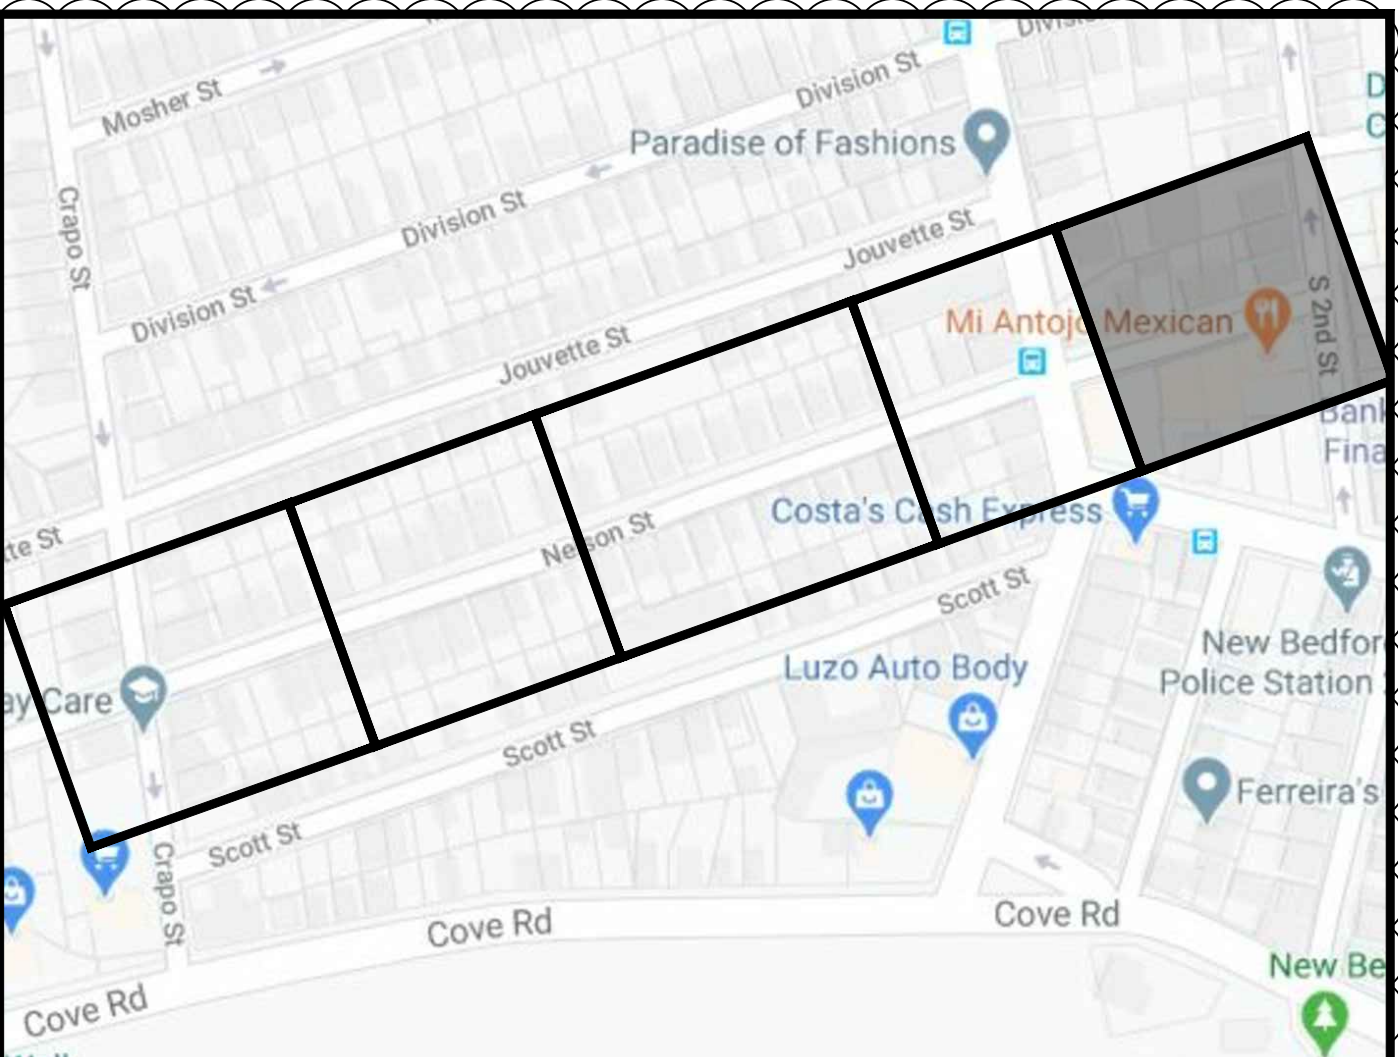 Mosher St
Division St
Paradise of Fashions
Crapo St
Division St
Jouvette St
Division St
S 2nd St
Mi Antojo Mexican
Jouvette St
Bank
Fina
Nelson St
Costa's Cash Express
Scott St
New Bedfor
Police Station
Luzo Auto Body
ay Care
Scott St
Ferreira's
Scott St
Crapo St
Cove Rd
Cove Rd
New Be
Cove Rd